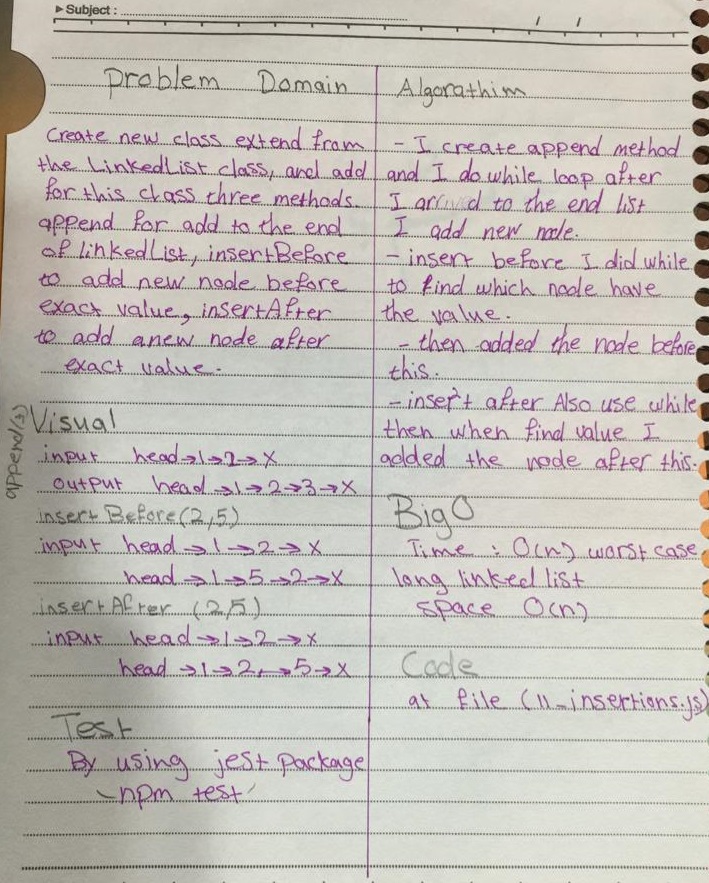 ▸Subject :
Problem Domain
Create new class extend from
the LinkedList class, and add
for this class three methods.
append for add to the end
of linkedList, insertBefore
to add new node before
exact value, insertAfter
to add anew node after
exact value.
Visual
append(3)
input head→1→2→X
output head→1→2→3→X
insertBefore(2,5)
input head→1→2→X
head→1→5→2→X
insertAfter (2,5)
input head→1→2→X
head→1→2→5→X
Test
By using jest package
npm test
Algorathim
- I create append method
and I do while loop after
I arrived to the end list
I add new node.
- insert before I did while
to find which node have
the value.
- then added the node before
this.
- insert after Also use while
then when find value I
added the node after this.
Big O
Time : O(n) worst case
long linked list
space O(n)
Code
at file (11-insertions.js)